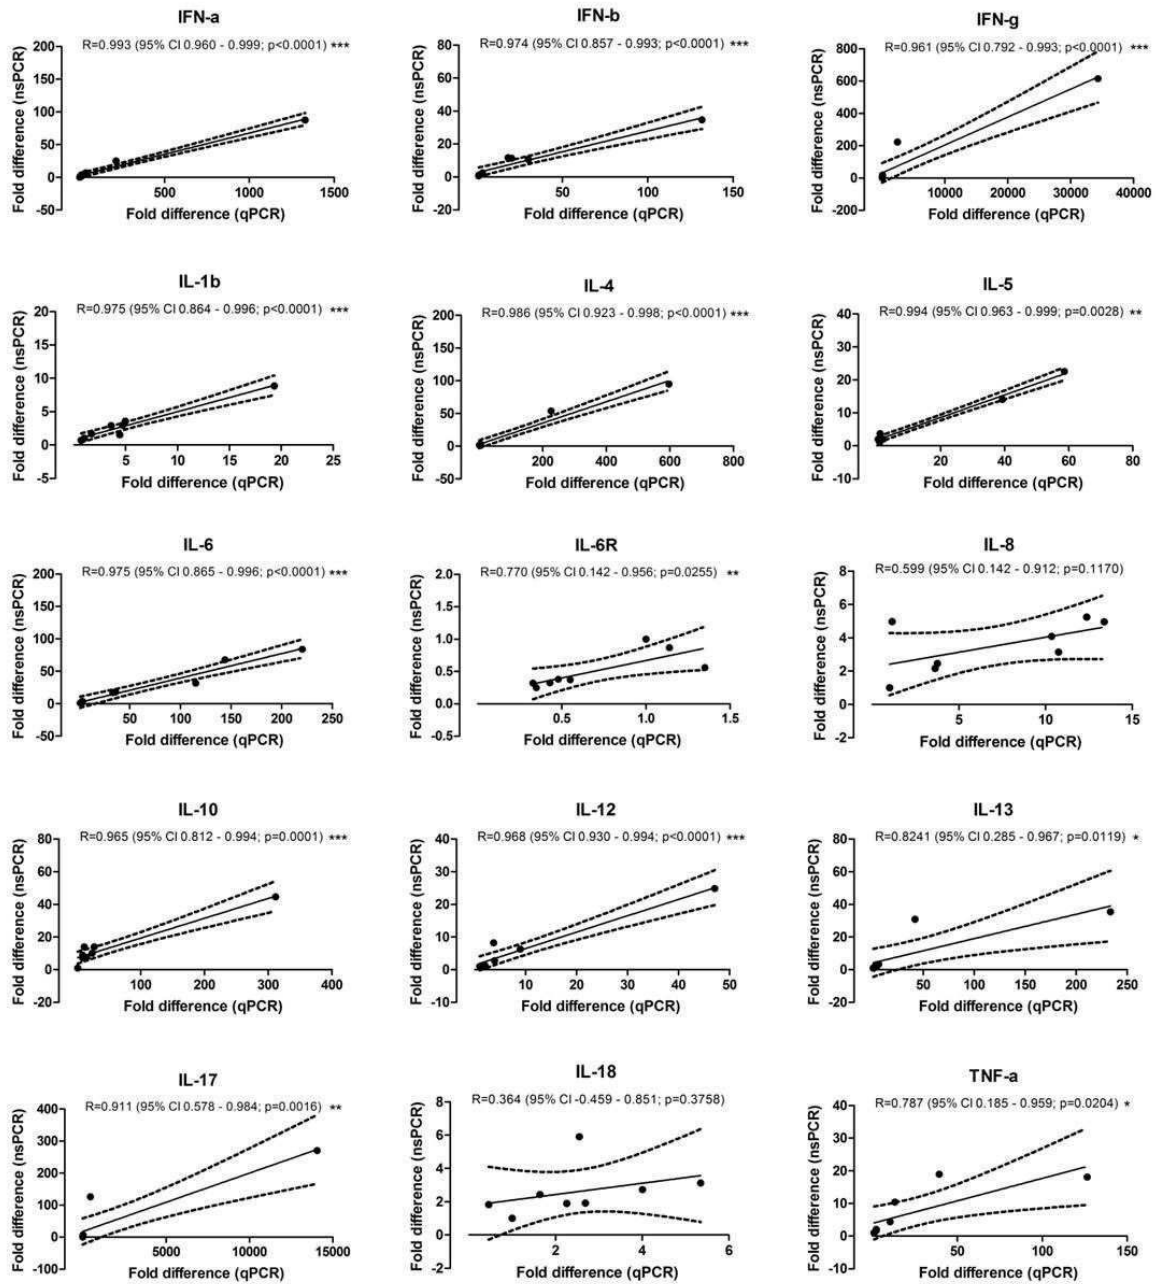 IFN-a
R=0.993 (95% CI 0.960 - 0.999; p<0.0001) ***
Fold difference (nsPCR)
200
150
100
50
0
-50
500 1000 1500
Fold difference (qPCR)
IFN-b
R=0.974 (95% CI 0.857 - 0.993; p<0.0001) ***
Fold difference (nsPCR)
80
60
40
20
0
-20
50 100 150
Fold difference (qPCR)
IFN-g
R=0.961 (95% CI 0.792 - 0.993; p<0.0001) ***
Fold difference (nsPCR)
800
600
400
200
0
-200
10000 20000 30000 40000
Fold difference (qPCR)
IL-1b
R=0.975 (95% CI 0.864 - 0.996; p<0.0001) ***
Fold difference (nsPCR)
20
15
10
5
0
-5
5 10 15 20 25
Fold difference (qPCR)
IL-4
R=0.986 (95% CI 0.923 - 0.998; p<0.0001) ***
Fold difference (nsPCR)
200
150
100
50
0
-50
200 400 600 800
Fold difference (qPCR)
IL-5
R=0.994 (95% CI 0.963 - 0.999; p=0.0028) **
Fold difference (nsPCR)
40
30
20
10
0
-10
20 40 60 80
Fold difference (qPCR)
IL-6
R=0.975 (95% CI 0.865 - 0.996; p<0.0001) ***
Fold difference (nsPCR)
200
150
100
50
0
-50
50 100 150 200 250
Fold difference (qPCR)
IL-6R
R=0.770 (95% CI 0.142 - 0.956; p=0.0255) **
Fold difference (nsPCR)
2.0
1.5
1.0
0.5
0.0
0.5
0.5 1.0 1.5
Fold difference (qPCR)
IL-8
R=0.599 (95% CI 0.142 - 0.912; p=0.1170)
Fold difference (nsPCR)
8
6
4
2
0
-2
5 10 15
Fold difference (qPCR)
IL-10
R=0.965 (95% CI 0.812 - 0.994; p=0.0001) ***
Fold difference (nsPCR)
80
60
40
20
0
-20
100 200 300 400
Fold difference (qPCR)
IL-12
R=0.968 (95% CI 0.930 - 0.994; p<0.0001) ***
Fold difference (nsPCR)
40
30
20
10
0
-10
10 20 30 40 50
Fold difference (qPCR)
IL-13
R=0.8241 (95% CI 0.285 - 0.967; p=0.0119) *
Fold difference (nsPCR)
80
60
40
20
0
-20
50 100 150 200 250
Fold difference (qPCR)
IL-17
R=0.911 (95% CI 0.578 - 0.984; p=0.0016) **
Fold difference (nsPCR)
400
300
200
100
0
-100
5000 10000 15000
Fold difference (qPCR)
IL-18
R=0.364 (95% CI -0.459 - 0.851; p=0.3758)
Fold difference (nsPCR)
8
6
4
2
0
-2
2 4 6
Fold difference (qPCR)
TNF-a
R=0.787 (95% CI 0.185 - 0.959; p=0.0204) *
Fold difference (nsPCR)
40
30
20
10
0
-10
50 100 150
Fold difference (qPCR)